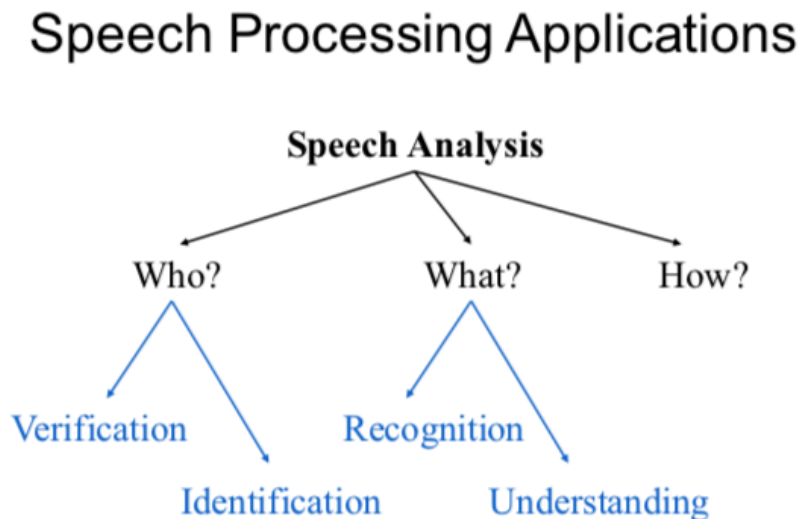 Speech Processing Applications
Speech Analysis
Who?
What?
How?
Verification
Recognition
Identification
Understanding